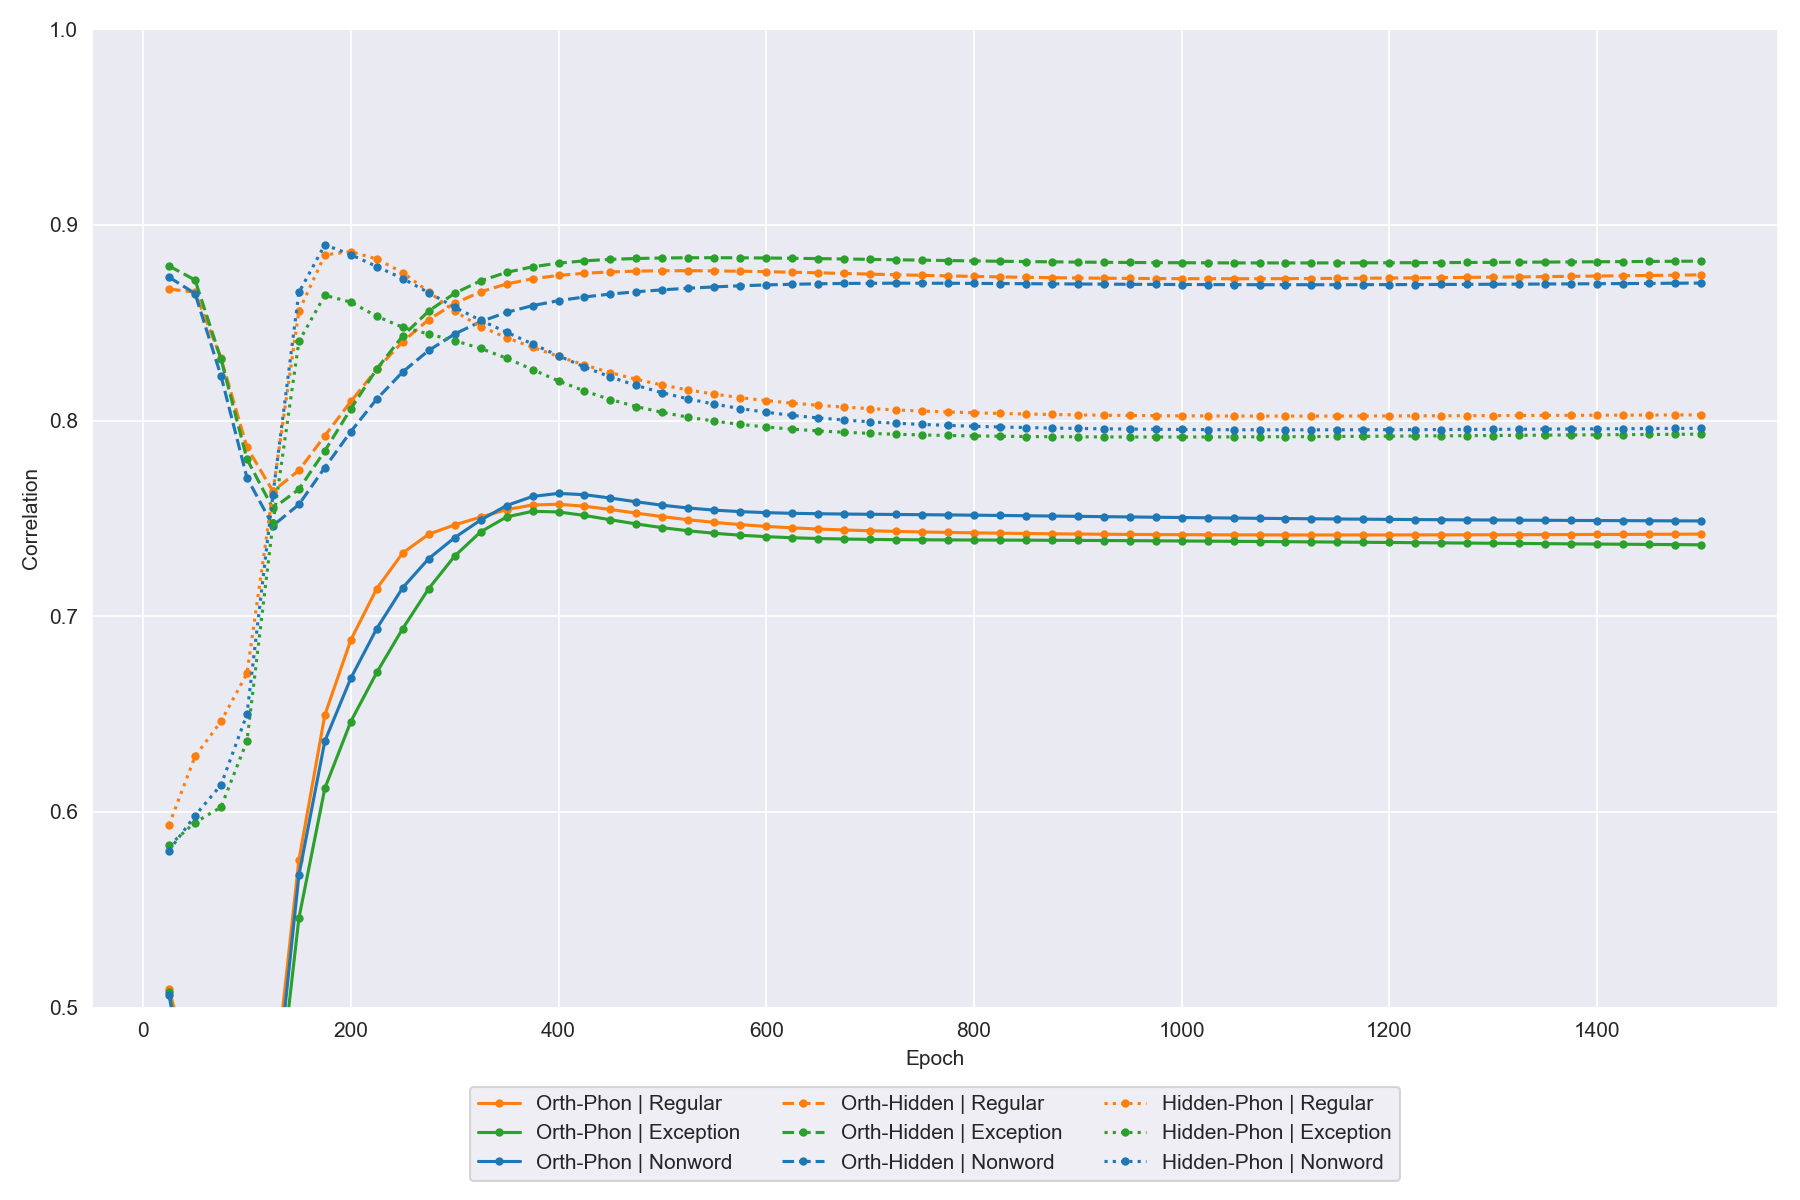 1.0
0.9
0.8
0.7
0.6
0.5
Correlation
0 200 400 600 800 1000 1200 1400
Epoch
Orth-Phon | Regular Orth-Hidden | Regular Hidden-Phon | Regular
Orth-Phon | Exception Orth-Hidden | Exception Hidden-Phon | Exception
Orth-Phon | Nonword Orth-Hidden | Nonword Hidden-Phon | Nonword